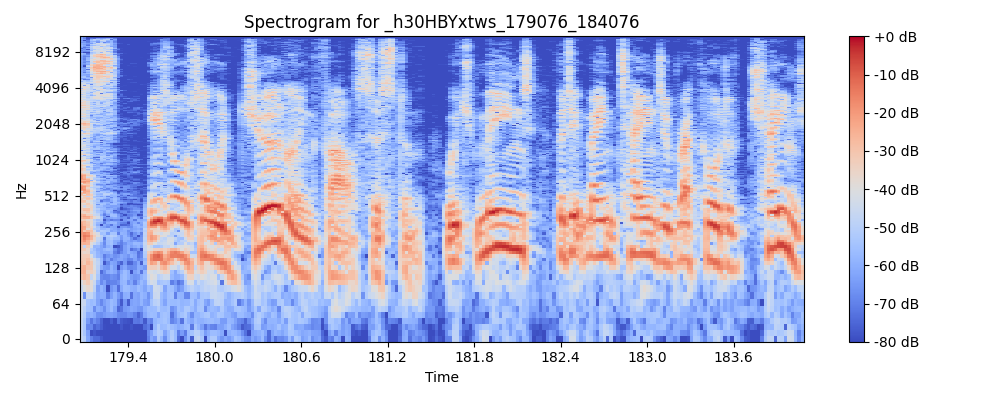 Spectrogram for _h30HBYxtws_179076_184076
8192
4096
2048
1024
512
256
128
64
0
Hz
179.4 180.0 180.6 181.2 181.8 182.4 183.0 183.6
Time
+0 dB
-10 dB
-20 dB
-30 dB
-40 dB
-50 dB
-60 dB
-70 dB
-80 dB